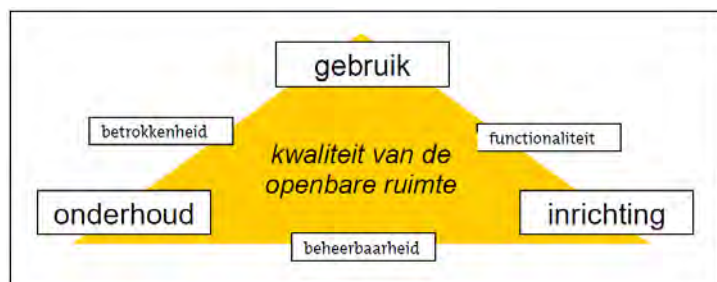 gebruik
betrokkenheid
functionaliteit
kwaliteit van de
openbare ruimte
onderhoud
inrichting
beheerbaarheid